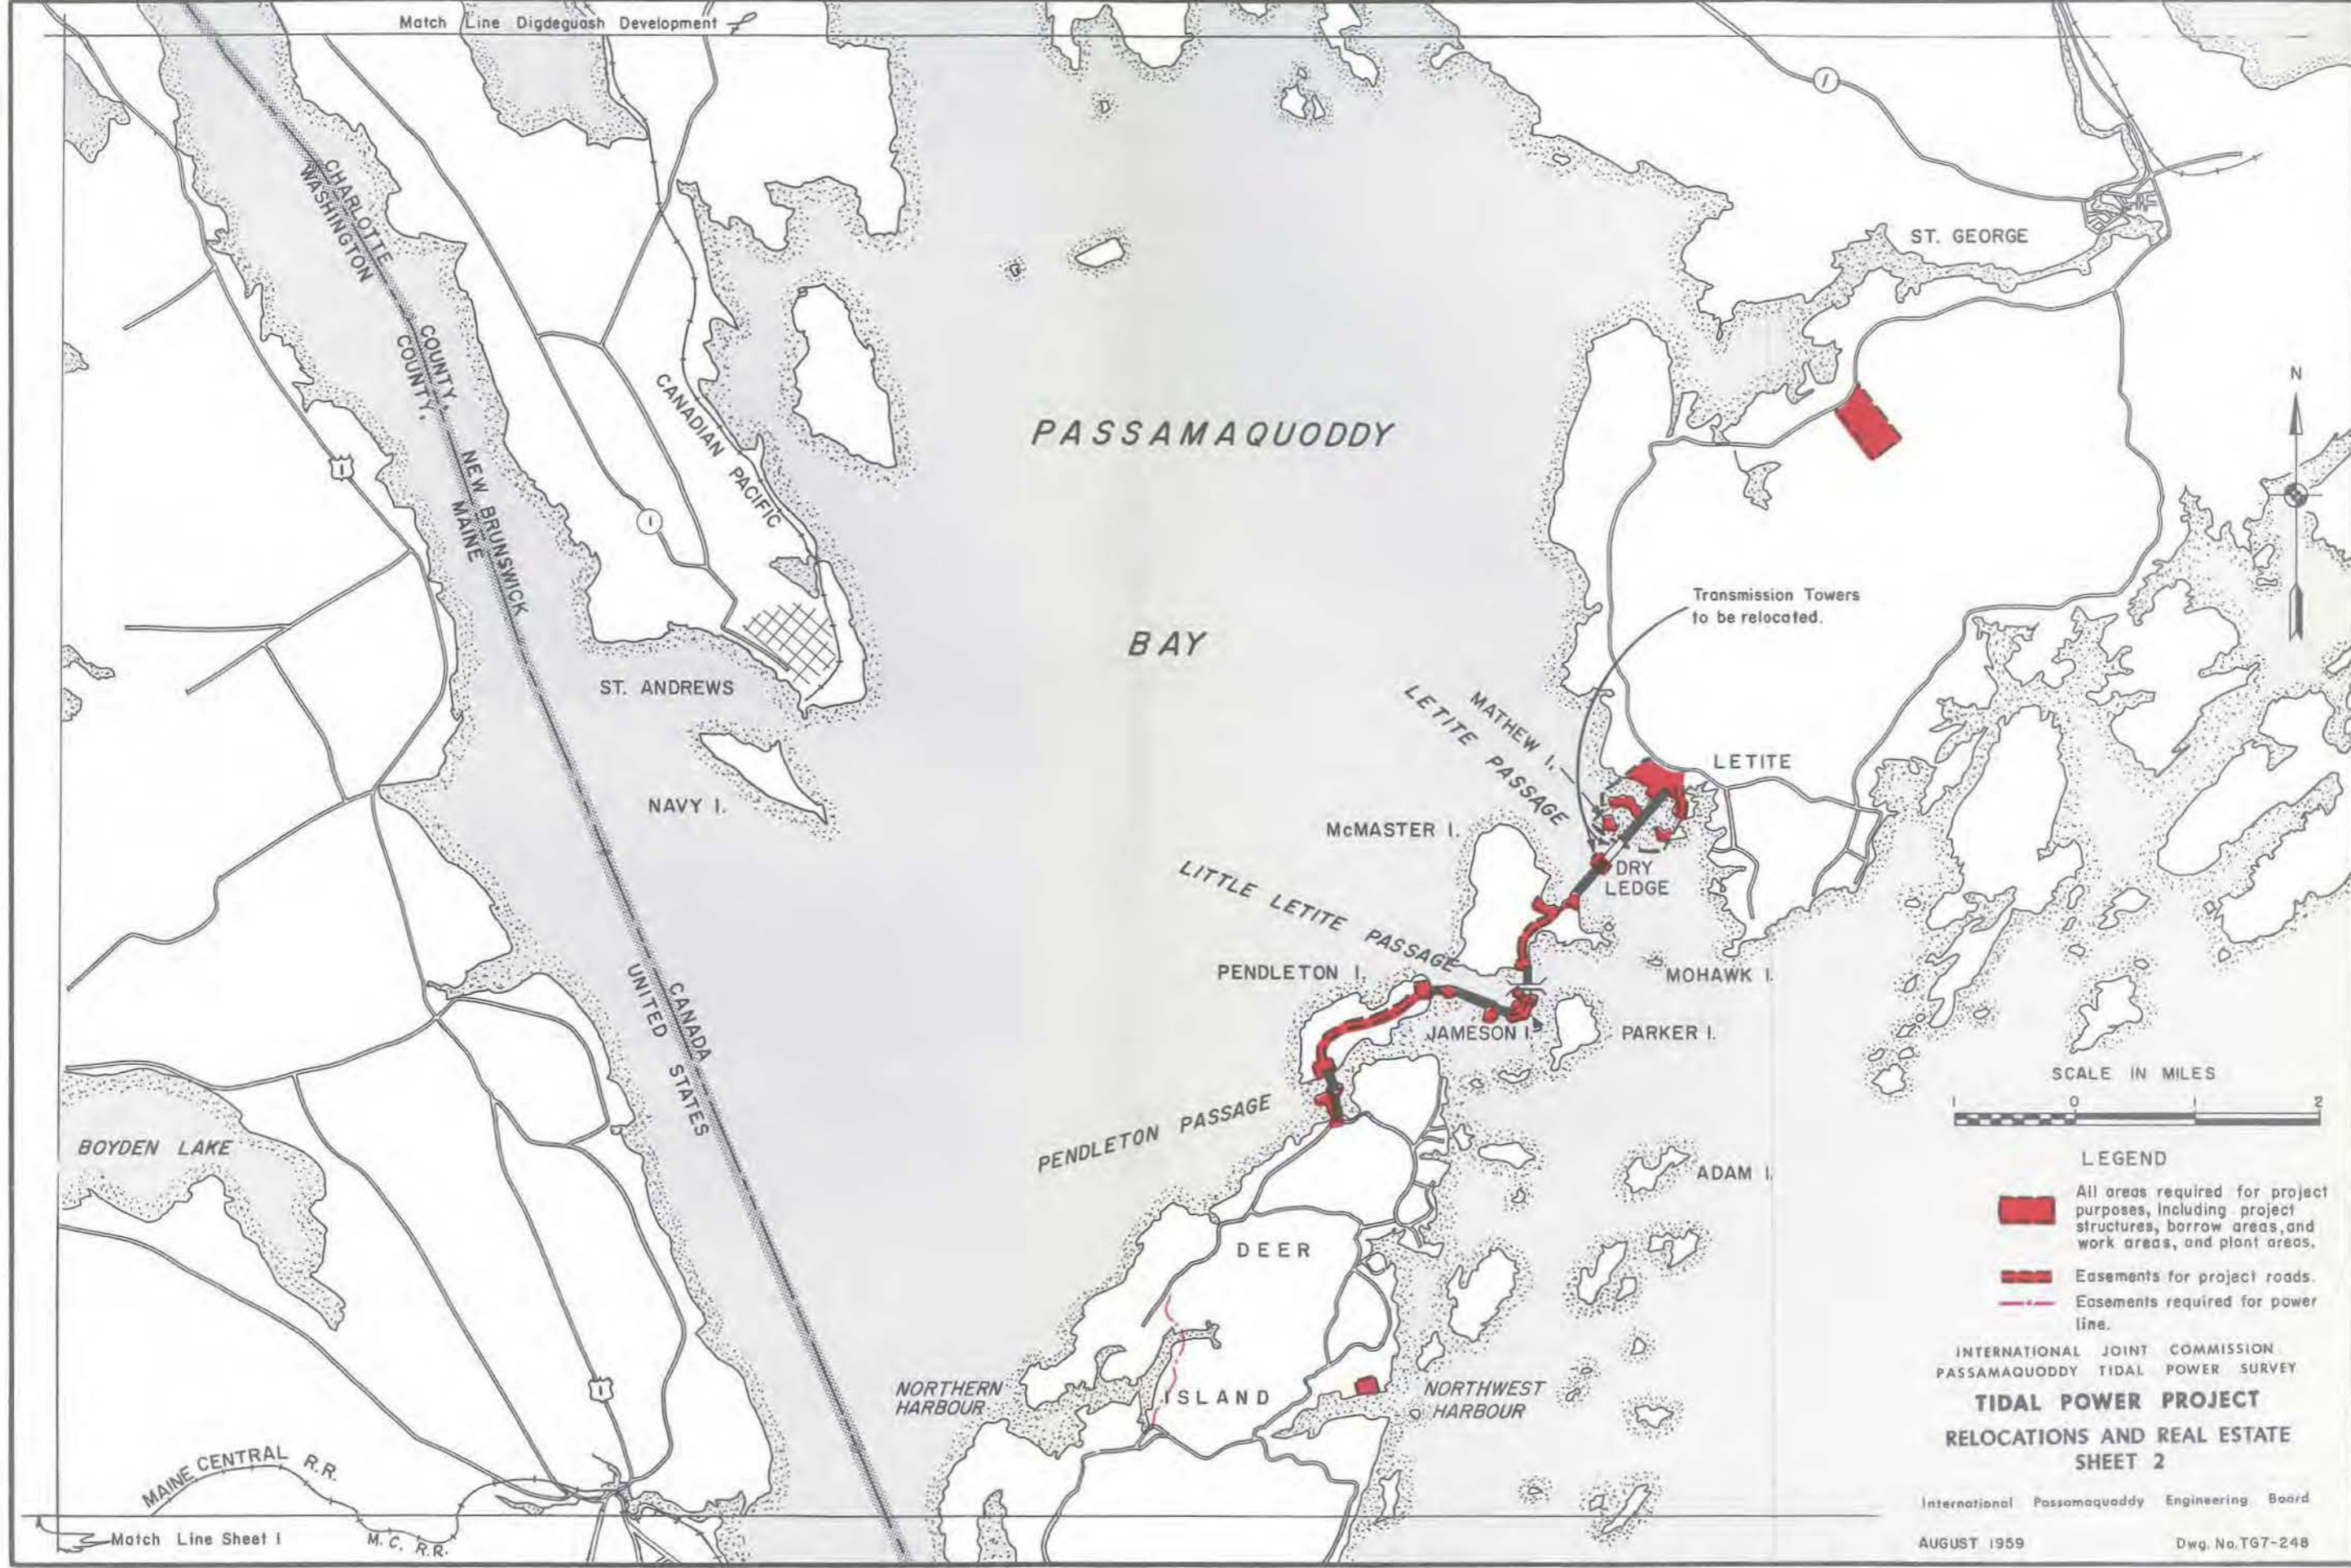 Match Line Digdeguash Development
1
ST. GEORGE
CHARLOTTE COUNTY, NEW BRUNSWICK
WASHINGTON COUNTY, MAINE
CANADIAN PACIFIC
1
1
N
PASSAMAQUODDY
BAY
Transmission Towers
to be relocated.
ST. ANDREWS
NAVY I.
MATHEW I.
LETITE PASSAGE
LETITE
McMASTER I.
DRY
LEDGE
LITTLE LETITE PASSAGE
PENDLETON I.
MOHAWK I.
JAMESON I.
PARKER I.
CANADA
UNITED STATES
PENDLETON PASSAGE
ADAM I.
BOYDEN LAKE
DEER
ISLAND
NORTHERN
HARBOUR
NORTHWEST
HARBOUR
1
MAINE CENTRAL R.R.
M. C. R.R.
Match Line Sheet 1
SCALE IN MILES
1 0 1 2
LEGEND
All areas required for project
purposes, including project
structures, borrow areas, and
work areas, and plant areas.
Easements for project roads.
Easements required for power
line.
INTERNATIONAL JOINT COMMISSION
PASSAMAQUODDY TIDAL POWER SURVEY
TIDAL POWER PROJECT
RELOCATIONS AND REAL ESTATE
SHEET 2
International Passamaquoddy Engineering Board
AUGUST 1959
Dwg. No. TG7-248